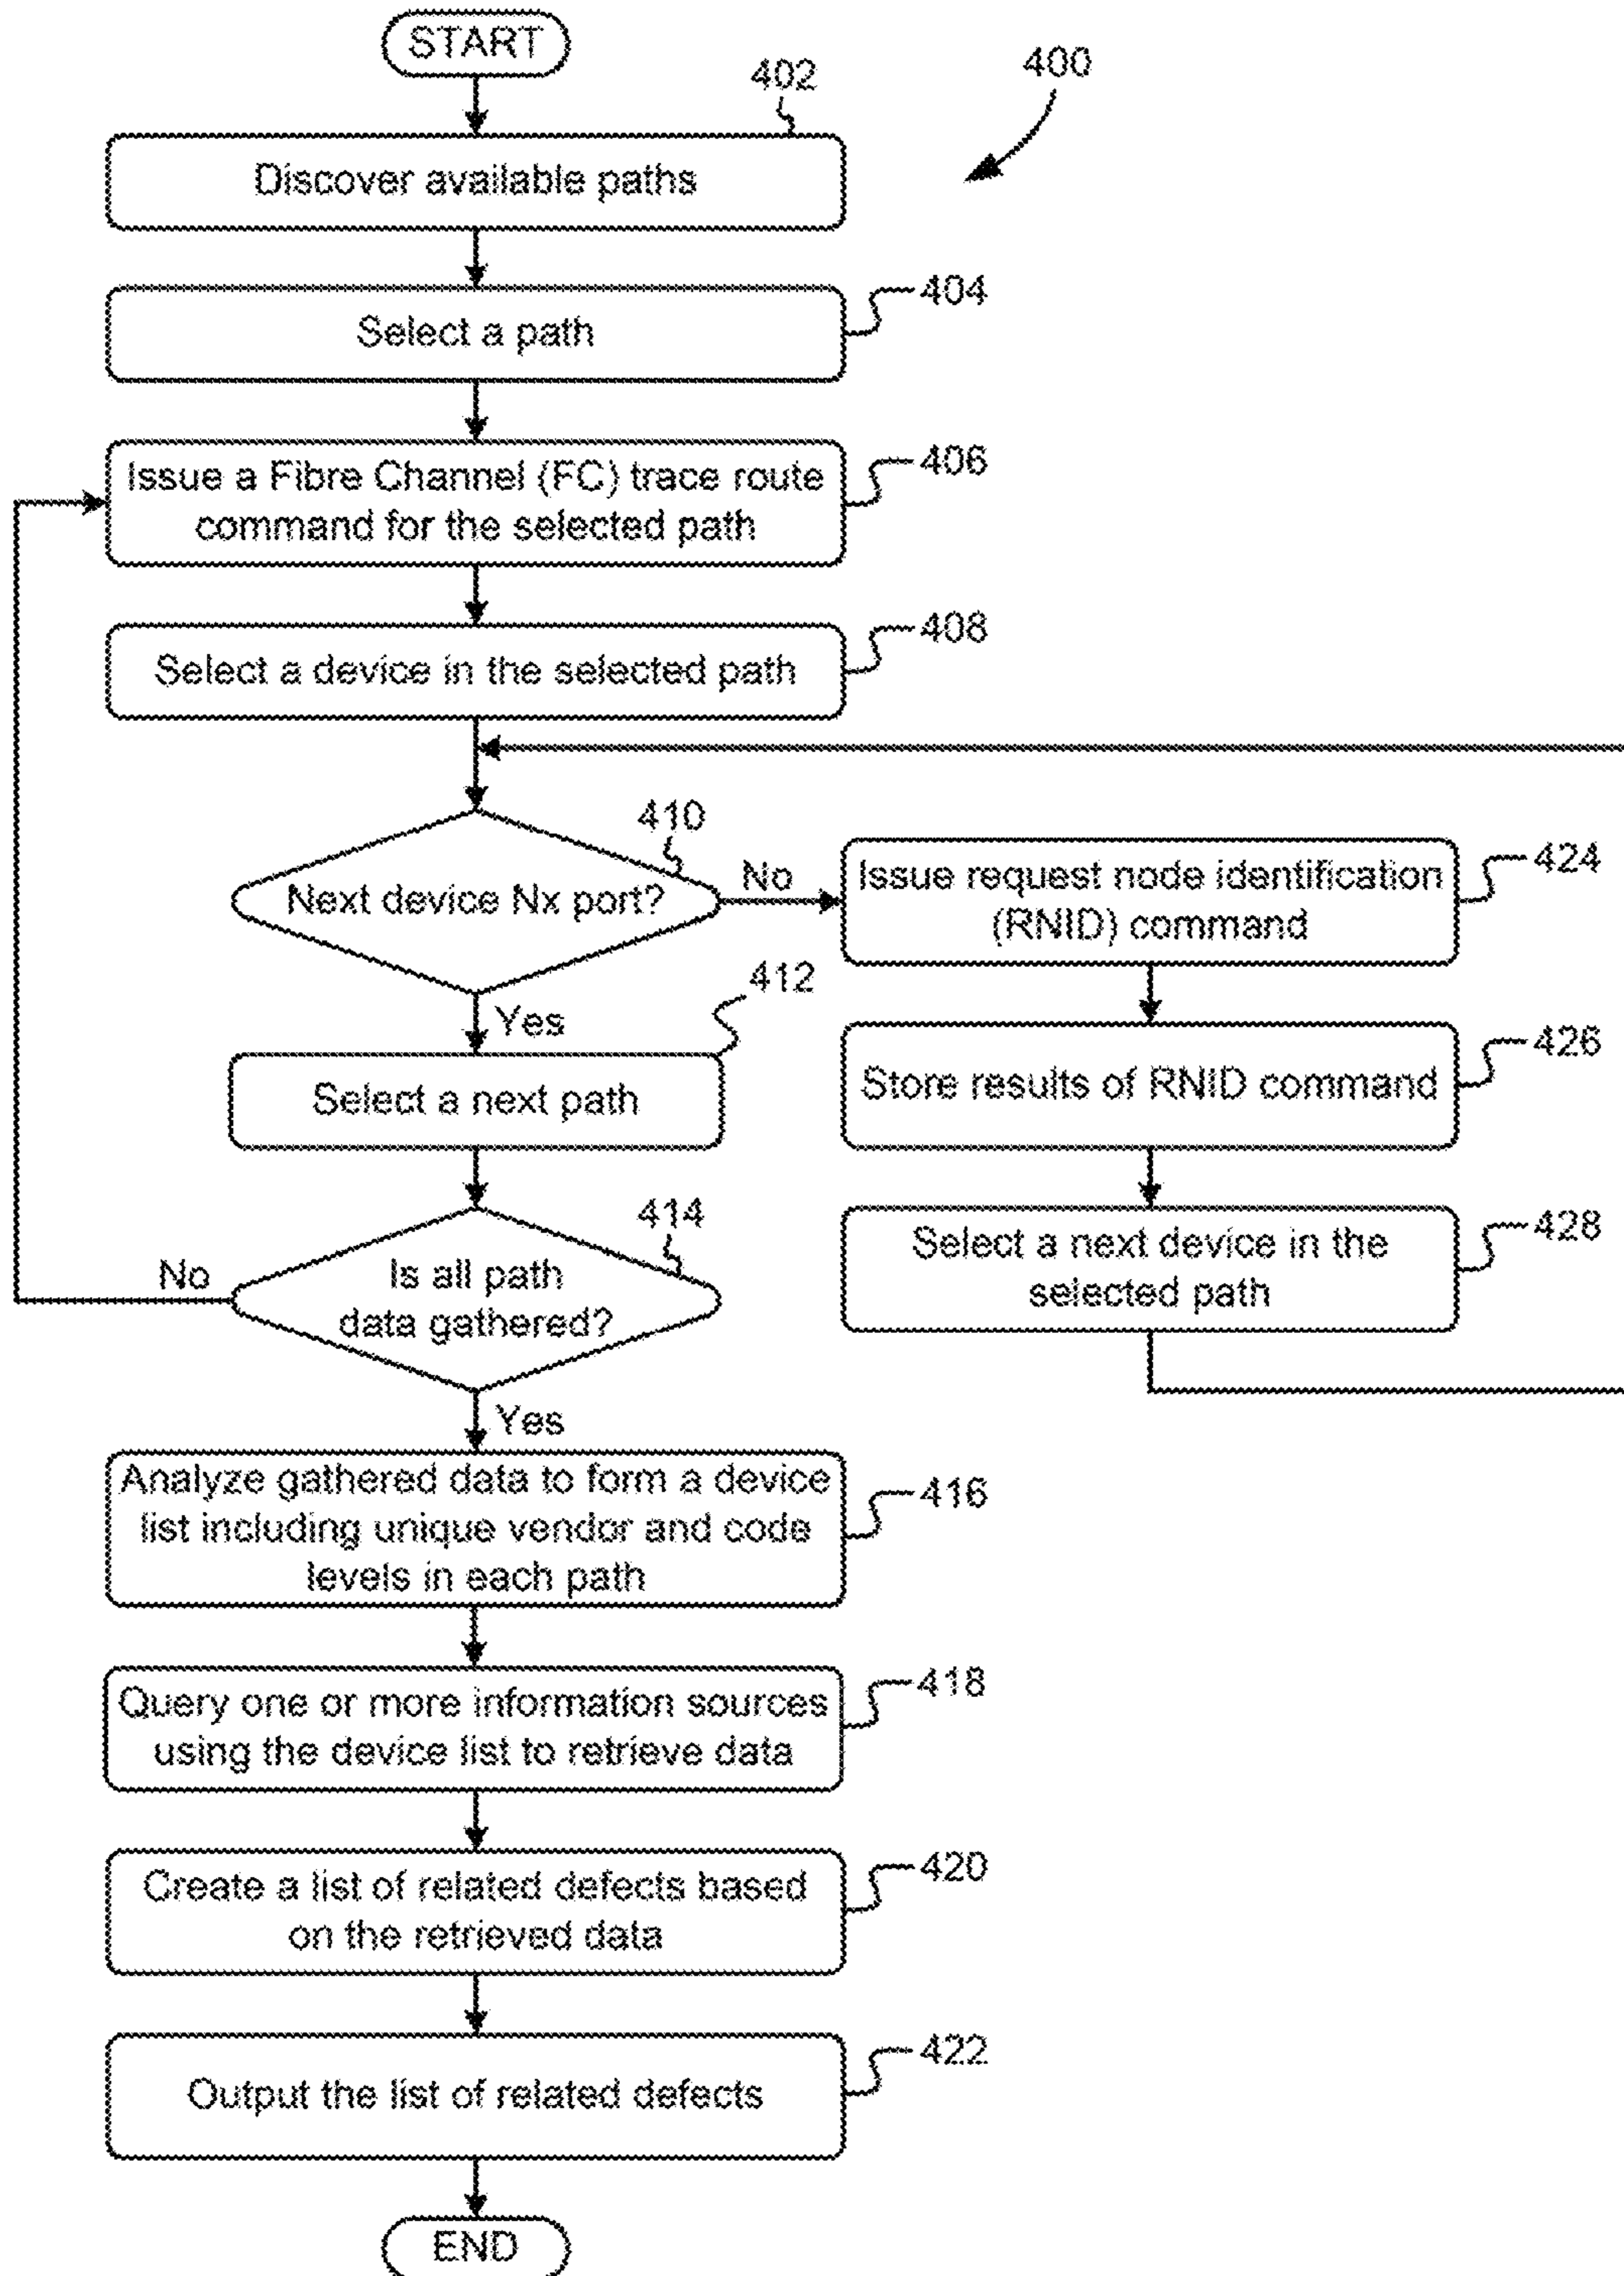 START
402
400
Discover available paths
404
Select a path
406
Issue a Fibre Channel (FC) trace route
command for the selected path
408
Select a device in the selected path
410
Next device Nx port?
No
Issue request node identification
(RNID) command
424
Yes
412
Select a next path
Store results of RNID command
426
414
Is all path
data gathered?
No
Select a next device in the
selected path
428
Yes
Analyze gathered data to form a device
list including unique vendor and code
levels in each path
416
Query one or more information sources
using the device list to retrieve data
418
Create a list of related defects based
on the retrieved data
420
Output the list of related defects
422
END